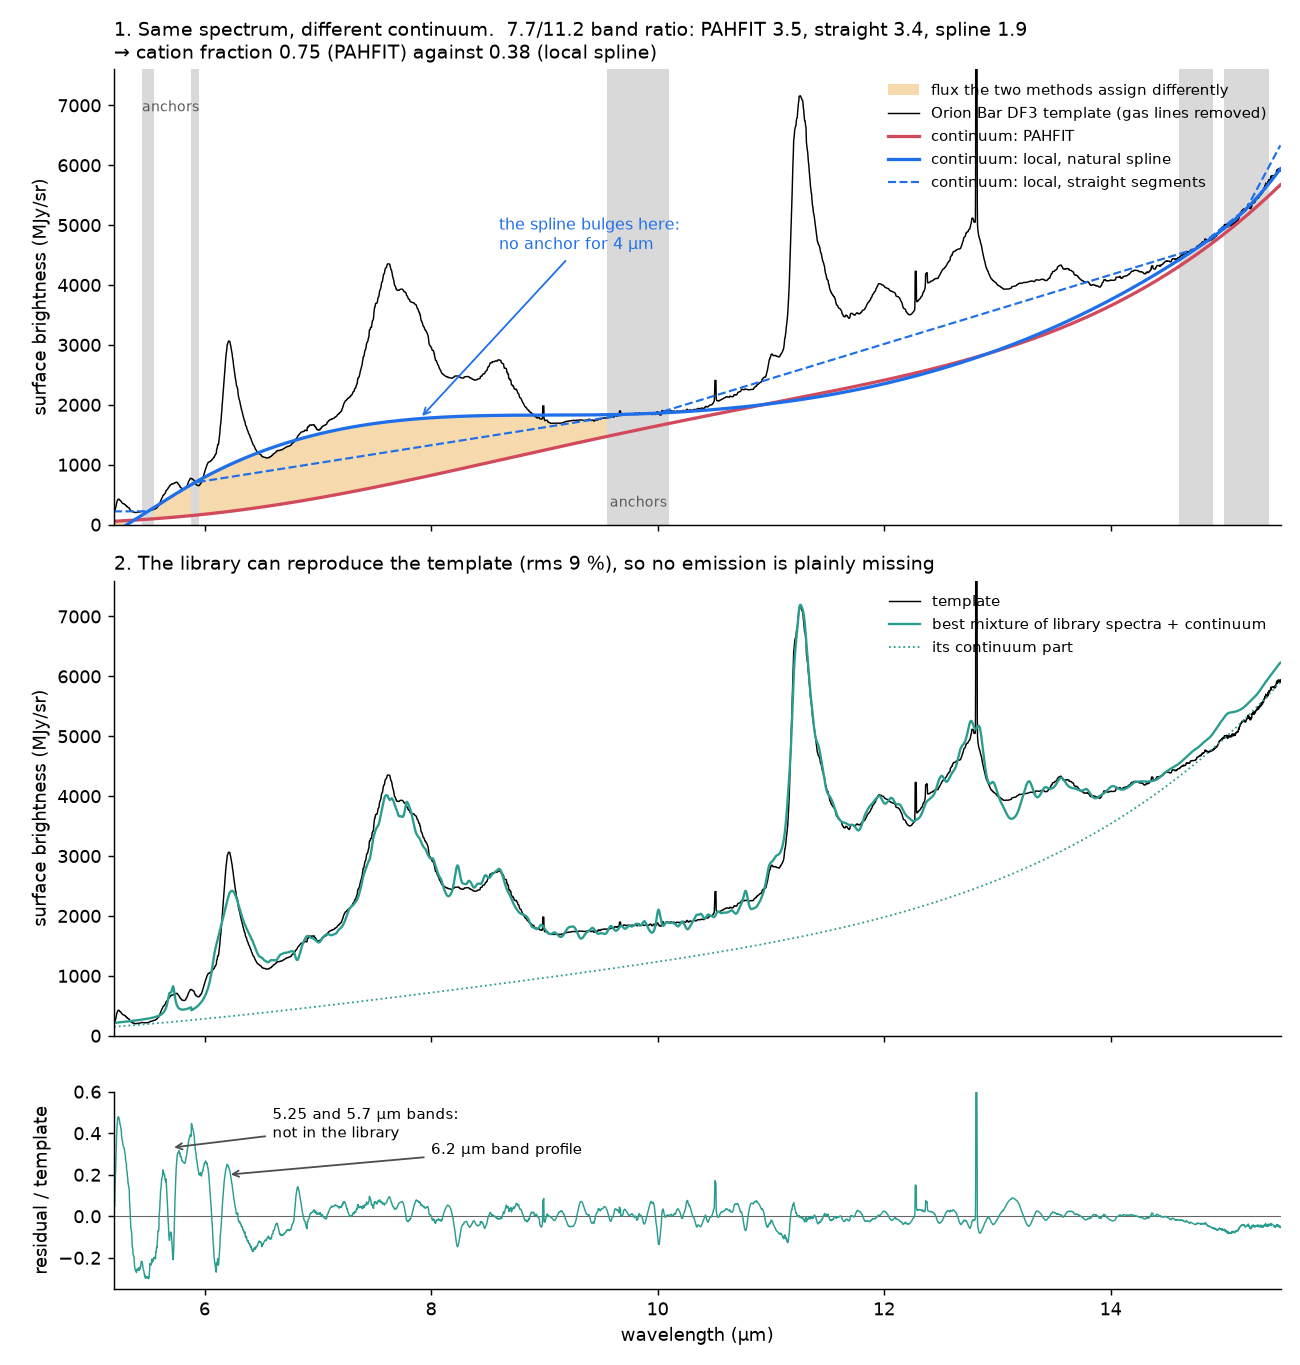 1. Same spectrum, different continuum.  7.7/11.2 band ratio: PAHFIT 3.5, straight 3.4, spline 1.9
→ cation fraction 0.75 (PAHFIT) against 0.38 (local spline)
surface brightness (MJy/sr)
7000
6000
5000
4000
3000
2000
1000
0
anchors
the spline bulges here:
no anchor for 4 µm
anchors
flux the two methods assign differently
Orion Bar DF3 template (gas lines removed)
continuum: PAHFIT
continuum: local, natural spline
continuum: local, straight segments
2. The library can reproduce the template (rms 9 %), so no emission is plainly missing
surface brightness (MJy/sr)
7000
6000
5000
4000
3000
2000
1000
0
template
best mixture of library spectra + continuum
its continuum part
residual / template
0.6
0.4
0.2
0.0
−0.2
5.25 and 5.7 µm bands:
not in the library
6.2 µm band profile
6 8 10 12 14
wavelength (µm)